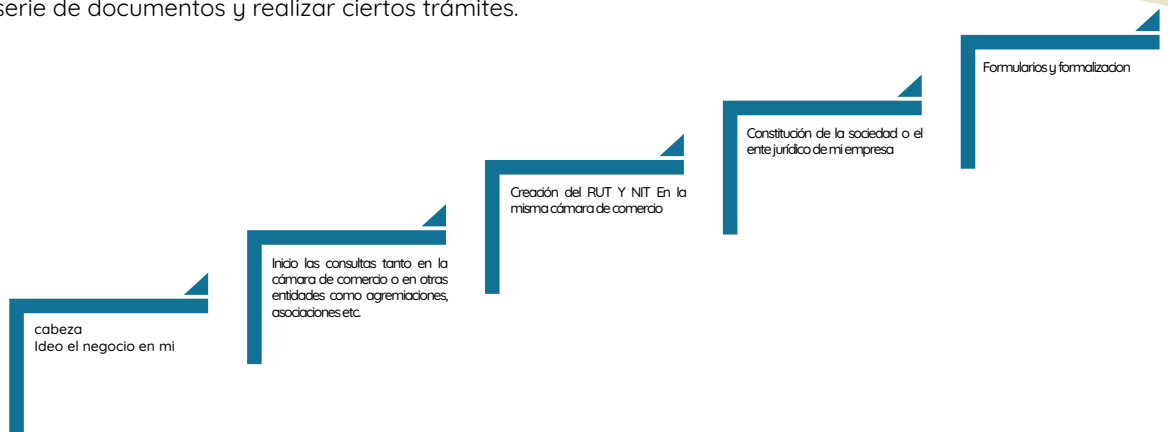 serie de documentos y realizar ciertos trámites.
cabeza
Ideo el negocio en mi
Inicio las consultas tanto en la
cámara de comercio o en otras
entidades como agremiaciones,
asociaciones etc.
Creación del RUT Y NIT En la
misma cámara de comercio
Constitución de la sociedad o el
ente jurídico de mi empresa
Formularios y formalizacion